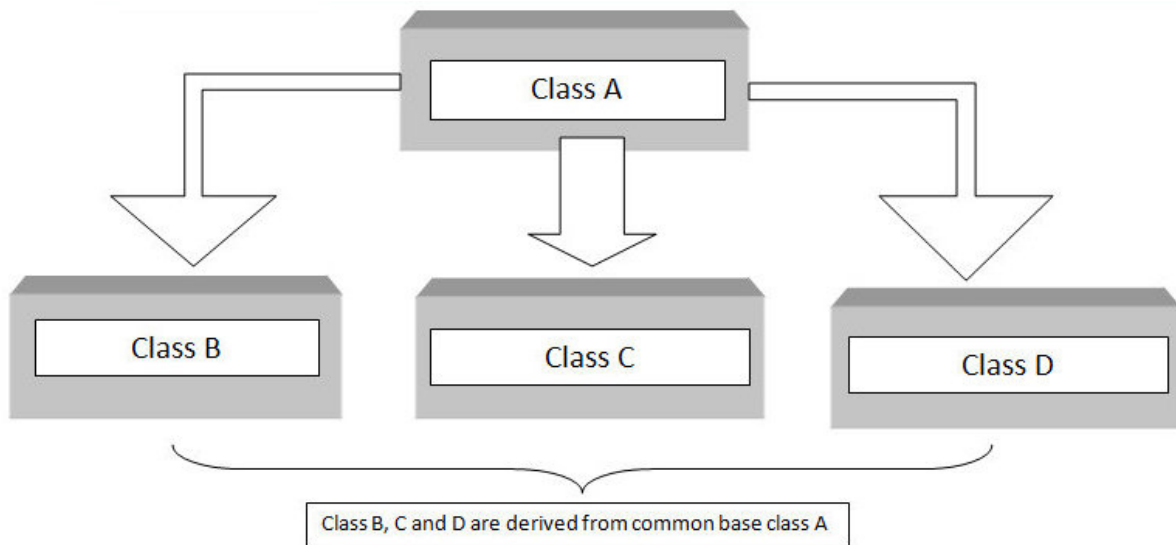 Class A
Class B
Class C
Class D
Class B, C and D are derived from common base class A